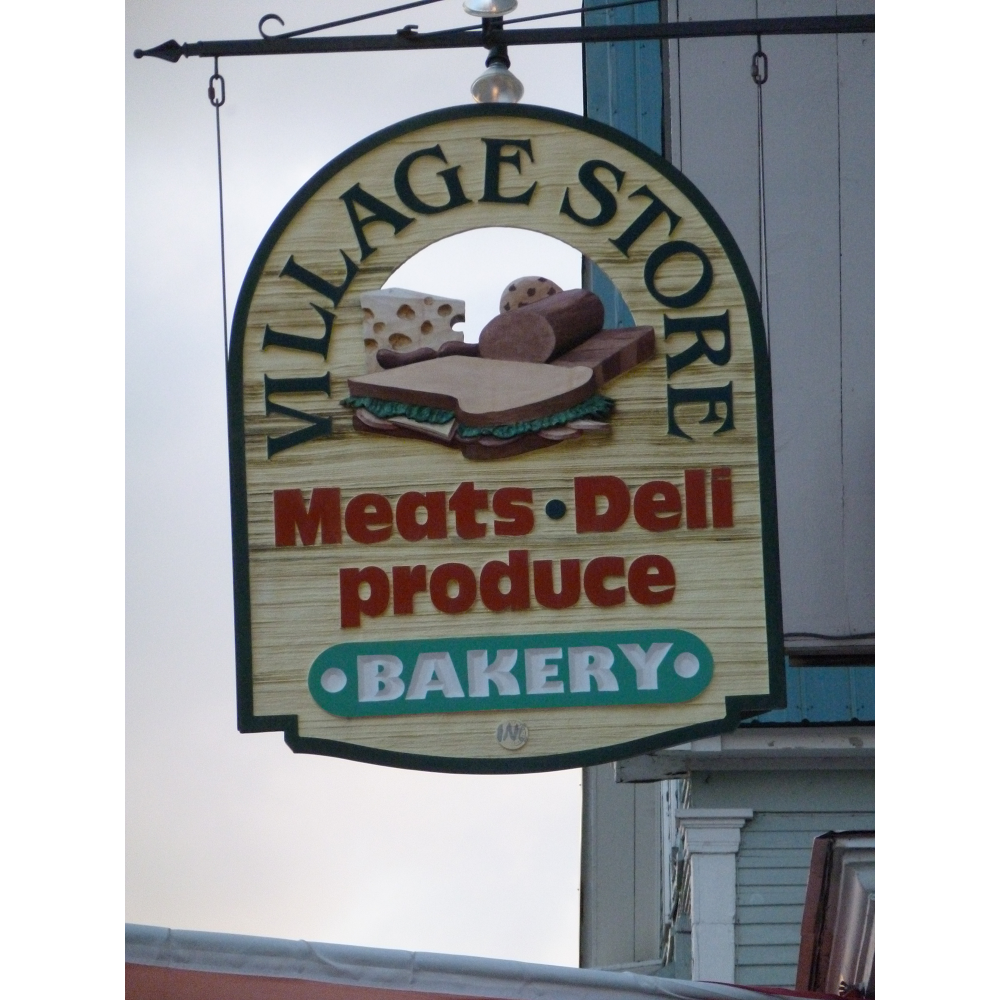 VILLAGE STORE
Meats · Deli
produce
• BAKERY •